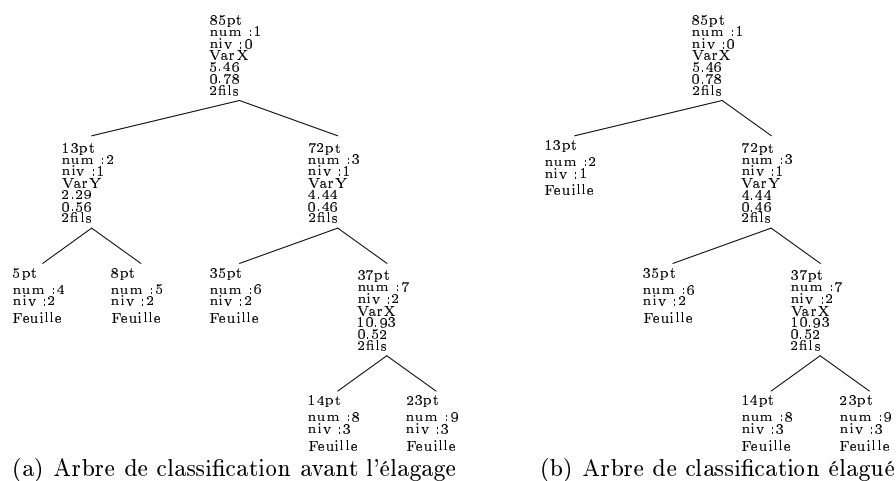 85pt
num :1
niv :0
VarX
5.46
0.78
2fils
13pt
num :2
niv :1
VarY
2.29
0.56
2fils
72pt
num :3
niv :1
VarY
4.44
0.46
2fils
5pt
num :4
niv :2
Feuille
8pt
num :5
niv :2
Feuille
35pt
num :6
niv :2
Feuille
37pt
num :7
niv :2
VarX
10.93
0.52
2fils
14pt
num :8
niv :3
Feuille
23pt
num :9
niv :3
Feuille
(a) Arbre de classification avant l'élagage
85pt
num :1
niv :0
VarX
5.46
0.78
2fils
13pt
num :2
niv :1
Feuille
72pt
num :3
niv :1
VarY
4.44
0.46
2fils
35pt
num :6
niv :2
Feuille
37pt
num :7
niv :2
VarX
10.93
0.52
2fils
14pt
num :8
niv :3
Feuille
23pt
num :9
niv :3
Feuille
(b) Arbre de classification élagué